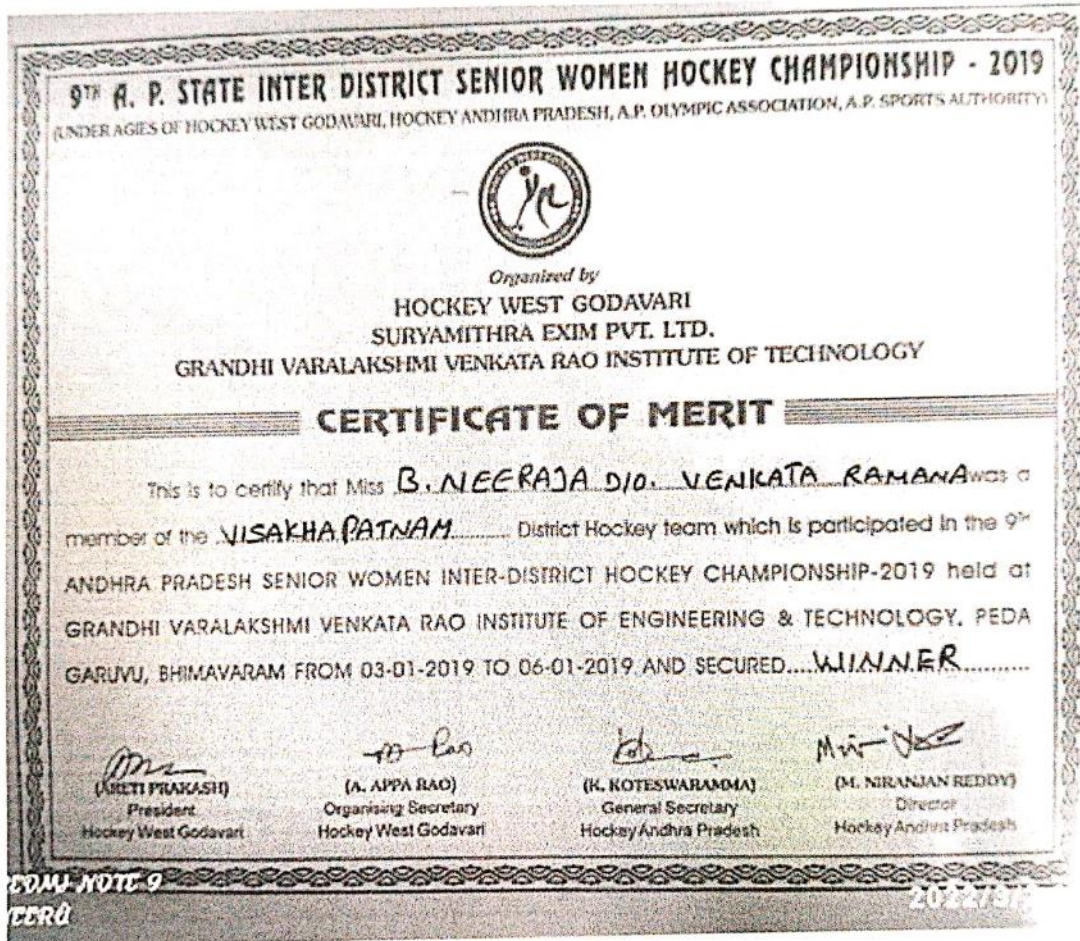 9TH A. P. STATE INTER DISTRICT SENIOR WOMEN HOCKEY CHAMPIONSHIP - 2019
(UNDER AGIES OF HOCKEY WEST GODAVARI, HOCKEY ANDHRA PRADESH, A.P. OLYMPIC ASSOCIATION, A.P. SPORTS AUTHORITY)
Organized by
HOCKEY WEST GODAVARI
SURYAMITHRA EXIM PVT. LTD.
GRANDHI VARALAKSHMI VENKATA RAO INSTITUTE OF TECHNOLOGY
CERTIFICATE OF MERIT
This is to certify that Miss B. NEERAJA D/O. VENKATA RAMANA was a
member of the VISAKHAPATNAM District Hockey team which is participated in the 9TH
ANDHRA PRADESH SENIOR WOMEN INTER-DISTRICT HOCKEY CHAMPIONSHIP-2019 held at
GRANDHI VARALAKSHMI VENKATA RAO INSTITUTE OF ENGINEERING & TECHNOLOGY, PEDA
GARUVU, BHIMAVARAM FROM 03-01-2019 TO 06-01-2019 AND SECURED....WINNER
(ARETI PRAKASH) (A. APPA RAO) (K. KOTESWARAMMA) (M. NIRANJAN REDDY)
President Organising Secretary General Secretary Director
Hockey West Godavari Hockey West Godavari Hockey Andhra Pradesh Hockey Andhra Pradesh
NOTE 9 2022/9/